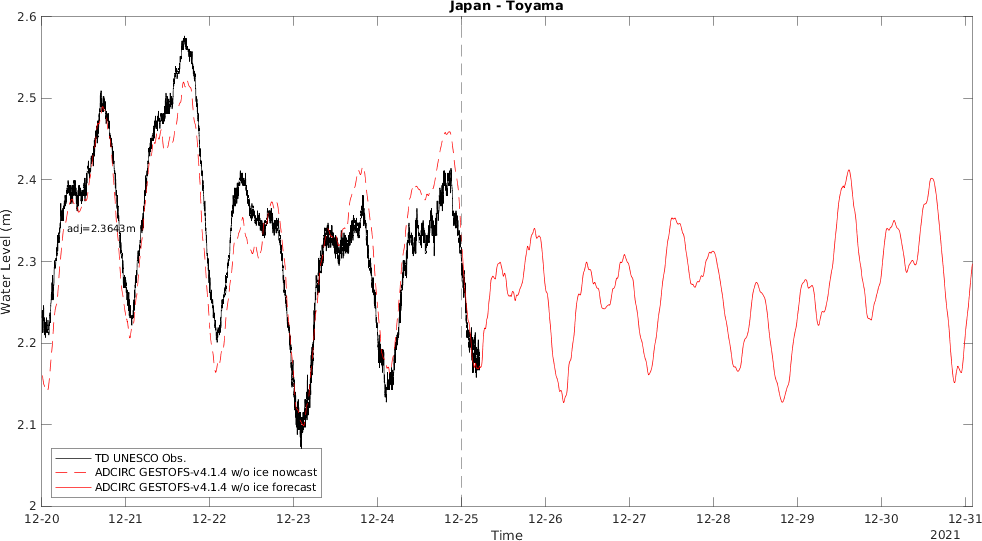 Japan - Toyama
2.6
2.5
2.4
2.3
2.2
2.1
2
Water Level (m)
adj=2.3643m
TD UNESCO Obs.
ADCIRC GESTOFS-v4.1.4 w/o ice nowcast
ADCIRC GESTOFS-v4.1.4 w/o ice forecast
12-20 12-21 12-22 12-23 12-24 12-25 12-26 12-27 12-28 12-29 12-30 12-31
Time
2021